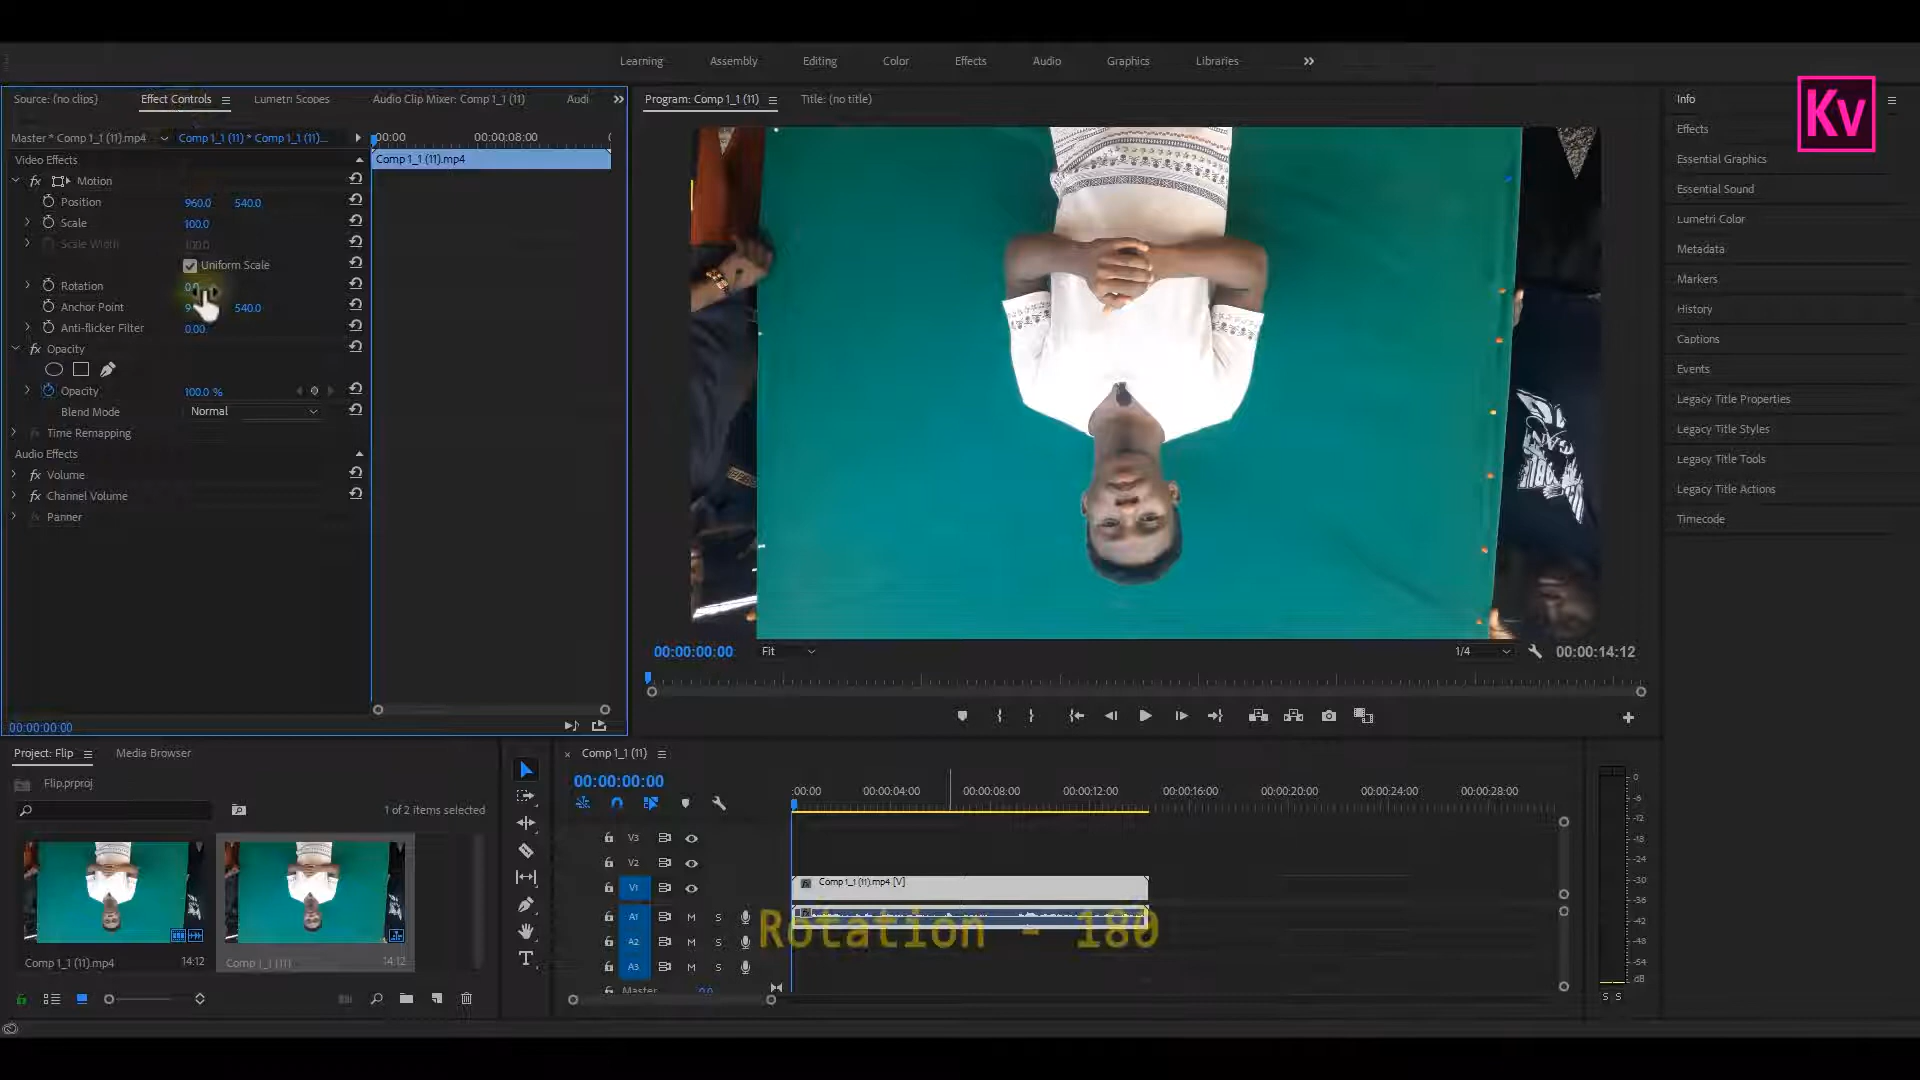 Learning Assembly Editing Color Effects Audio Graphics Libraries
Kv
Source: (no clips) Effect Controls Lumetri Scopes Audio Clip Mixer: Comp 1_1 (11) Audi
Master * Comp 1_1 (11).mp4 Comp 1_1 (11) * Comp 1_1 (11)...
:00:00 00:00:08:00
Comp 1_1 (11).mp4
Video Effects
fx Motion
Position 960.0 540.0
Scale 100.0
Scale Width 100.0
Uniform Scale
Rotation
Anchor Point 540.0
Anti-flicker Filter 0.00
fx Opacity
Opacity 100.0 %
Blend Mode Normal
Time Remapping
Audio Effects
fx Volume
fx Channel Volume
Panner
00:00:00:00
Program: Comp 1_1 (11) Title: (no title)
00:00:00:00 Fit 1/4 00:00:14:12
Info
Effects
Essential Graphics
Essential Sound
Lumetri Color
Metadata
Markers
History
Captions
Events
Legacy Title Properties
Legacy Title Styles
Legacy Title Tools
Legacy Title Actions
Timecode
Project: Flip Media Browser
Flip.prproj
1 of 2 items selected
Comp 1_1 (11).mp4 14:12
Comp 1_1 (11) 14:12
Comp 1_1 (11)
00:00:00:00
:00:00 00:00:04:00 00:00:08:00 00:00:12:00 00:00:16:00 00:00:20:00 00:00:24:00 00:00:28:00
V3
V2
V1 Comp 1_1 (11).mp4 [V]
A1 M S
A2 M S
A3 M S
Master 0.0
Rotation - 180
0
-6
-12
-18
-24
-30
-36
-42
-48
-54
dB
S S